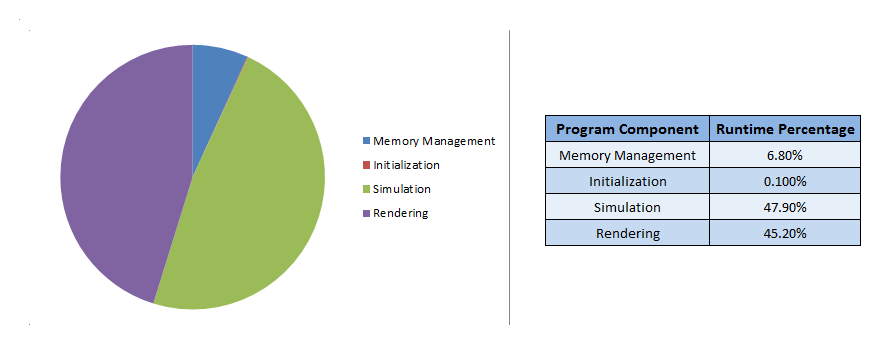 Memory Management
Initialization
Simulation
Rendering
Program Component Runtime Percentage
Memory Management 6.80%
Initialization 0.100%
Simulation 47.90%
Rendering 45.20%